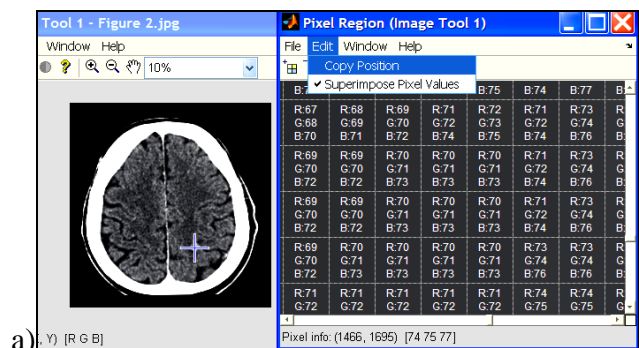 Tool 1 - Figure 2.jpg
Window Help
10%
Pixel Region (Image Tool 1)
File Edit Window Help
Copy Position
Superimpose Pixel Values
B:75 B:74 B:77 B:
R:67 R:68 R:69 R:71 R:72 R:71 R:73 R
G:68 G:69 G:70 G:72 G:73 G:72 G:74 G
B:70 B:71 B:72 B:74 B:75 B:74 B:76 B:
R:69 R:69 R:70 R:70 R:70 R:71 R:73 R
G:70 G:70 G:71 G:71 G:71 G:72 G:74 G
B:72 B:72 B:73 B:73 B:73 B:74 B:76 B:
R:69 R:69 R:70 R:70 R:70 R:71 R:73 R
G:70 G:70 G:71 G:71 G:71 G:72 G:74 G
B:72 B:72 B:73 B:73 B:73 B:74 B:76 B:
R:69 R:70 R:70 R:70 R:70 R:73 R:73 R
G:70 G:71 G:71 G:71 G:71 G:74 G:74 G
B:72 B:73 B:73 B:73 B:73 B:76 B:76 B:
R:71 R:71 R:71 R:71 R:71 R:74 R:74 R
G:72 G:72 G:72 G:72 G:72 G:75 G:75 G
Pixel info: (1466, 1695) [74 75 77]
a)
, Y) [R G B]